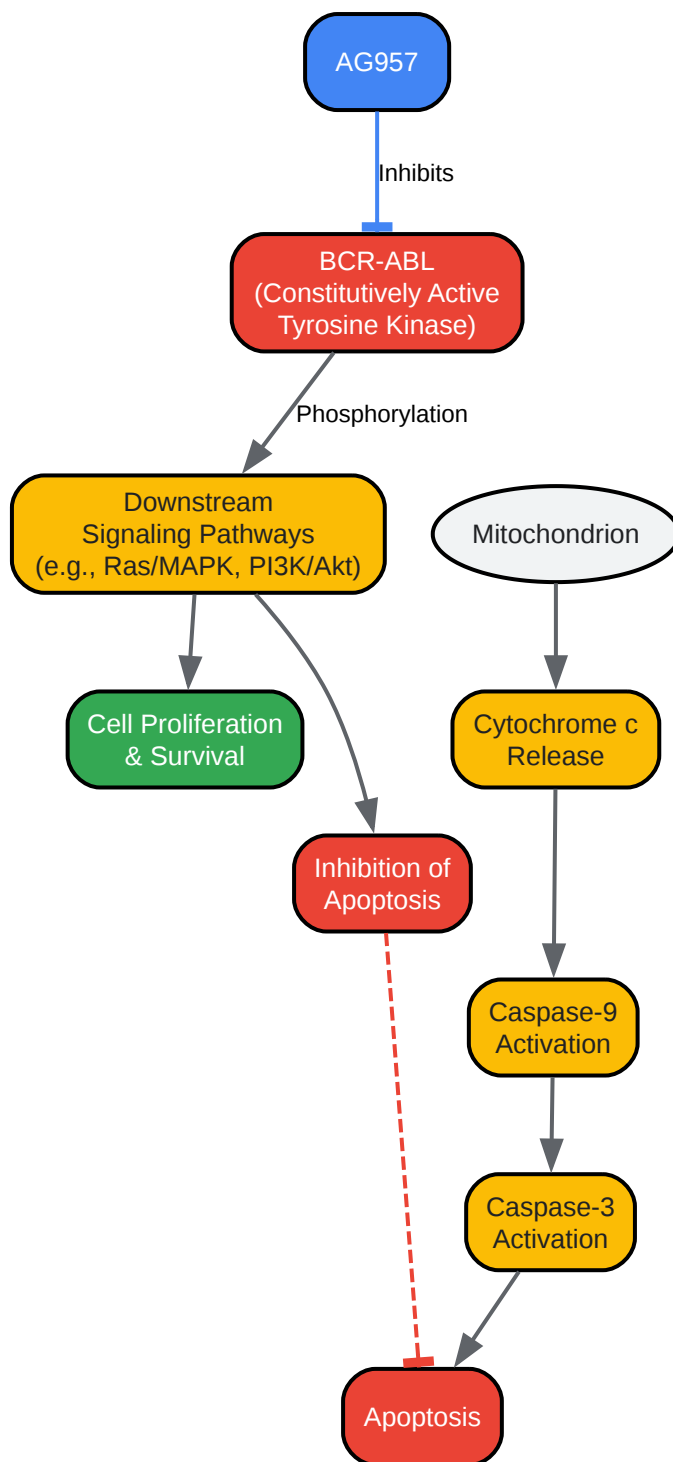 AG957
Inhibits
BCR-ABL
(Constitutively Active
Tyrosine Kinase)
Phosphorylation
Downstream
Signaling Pathways
(e.g., Ras/MAPK, PI3K/Akt)
Mitochondrion
Cell Proliferation
& Survival
Cytochrome c
Release
Inhibition of
Apoptosis
Caspase-9
Activation
Caspase-3
Activation
Apoptosis